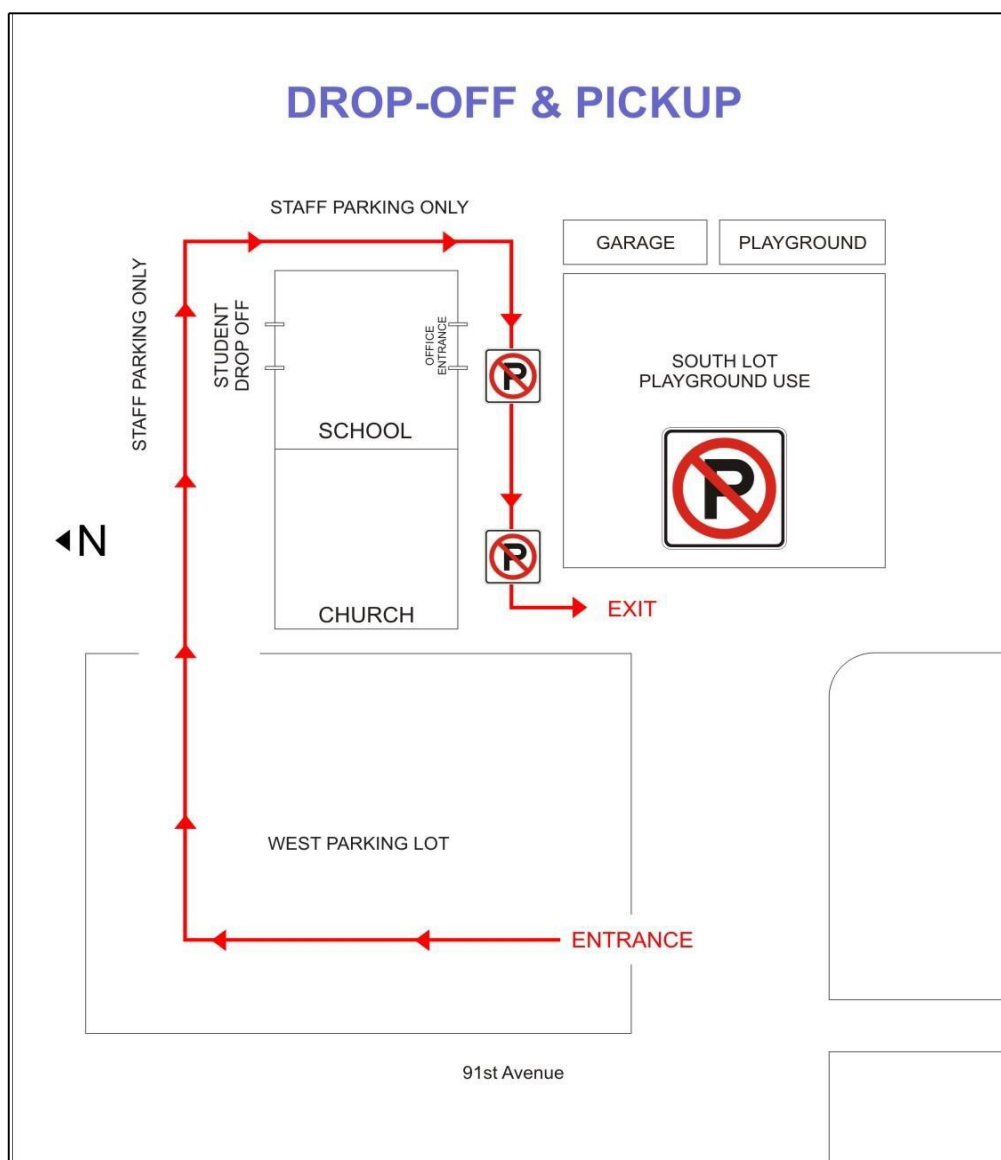 DROP-OFF & PICKUP
STAFF PARKING ONLY
GARAGE
PLAYGROUND
STAFF PARKING ONLY
STUDENT
DROP OFF
OFFICE
ENTRANCE
SOUTH LOT
PLAYGROUND USE
P
SCHOOL
P
N
P
CHURCH
EXIT
WEST PARKING LOT
ENTRANCE
91st Avenue